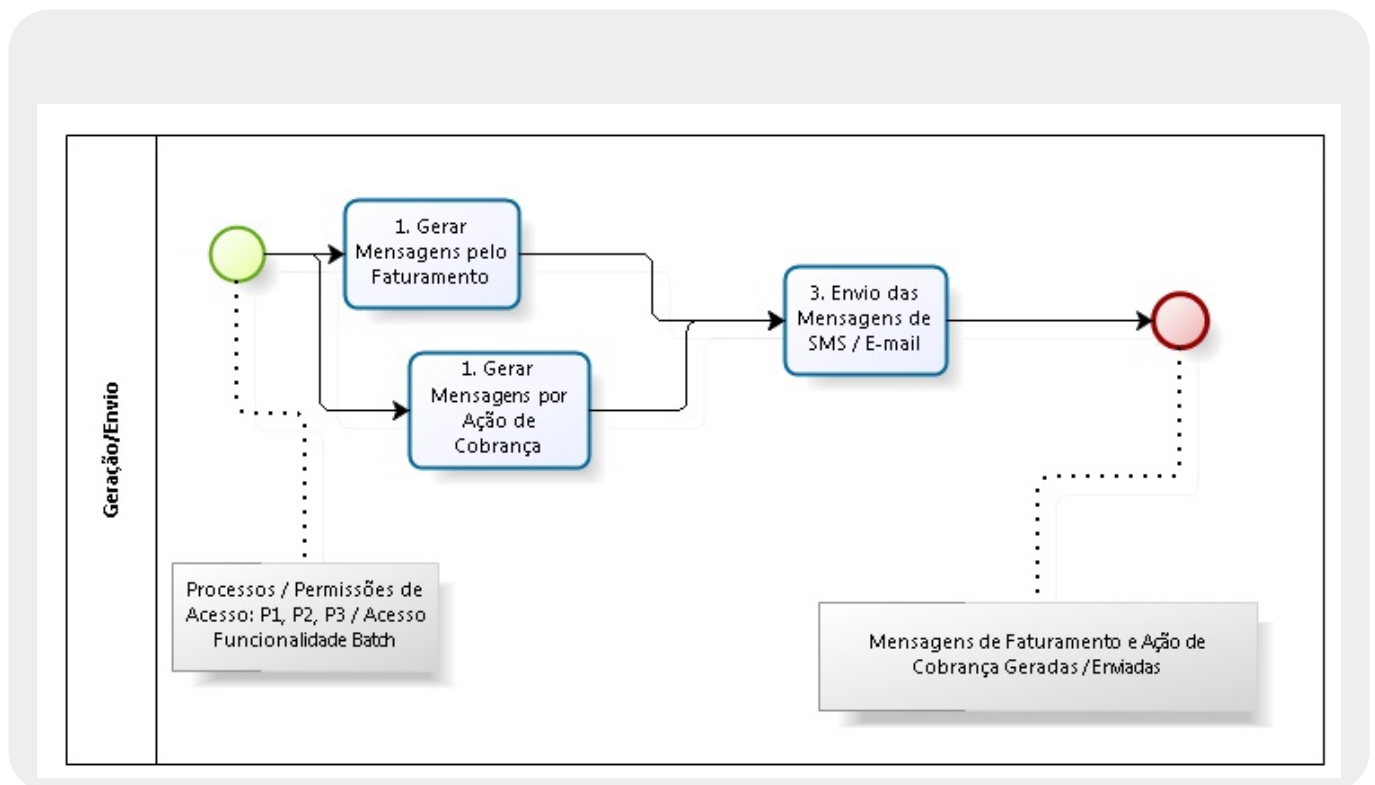 Geração/Envio
1. Gerar
Mensagens pelo
Faturamento
1. Gerar
Mensagens por
Ação de
Cobrança
3. Envio das
Mensagens de
SMS / E-mail
Processos / Permissões de
Acesso: P1, P2, P3 / Acesso
Funcionalidade Batch
Mensagens de Faturamento e Ação de
Cobrança Geradas / Enviadas